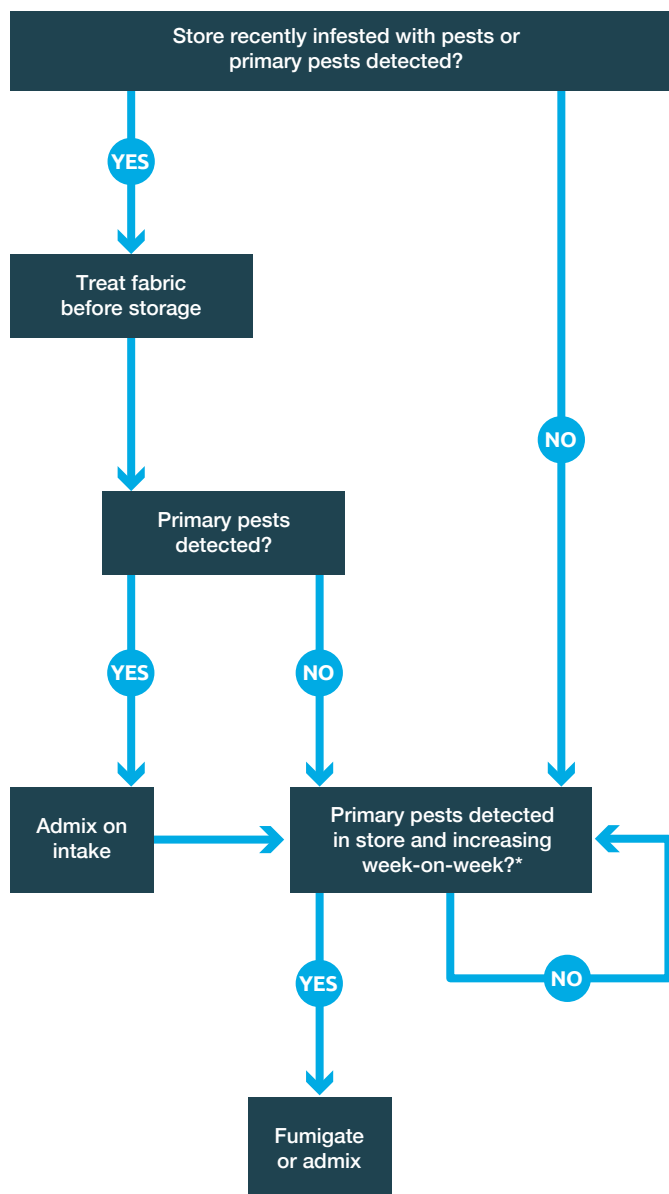 Store recently infested with pests or
primary pests detected?
YES
Treat fabric
before storage
NO
Primary pests
detected?
YES
NO
Admix on
intake
Primary pests detected
in store and increasing
week-on-week?*
YES
NO
Fumigate
or admix